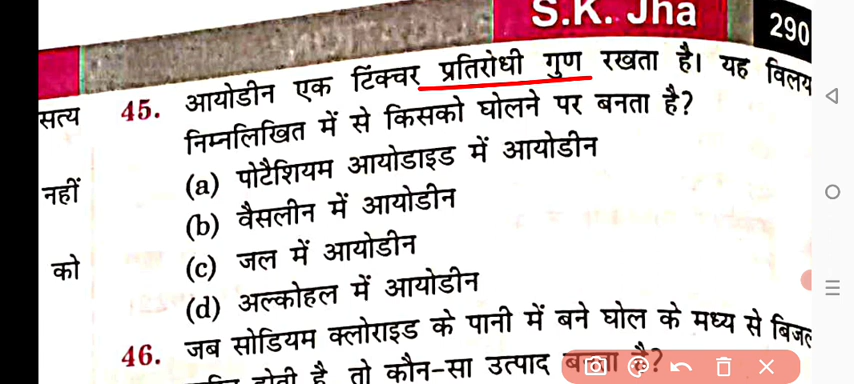 S.K. Jha
290
सत्य
45. आयोडीन एक टिंक्चर प्रतिरोधी गुण रखता है। यह विलय
निम्नलिखित में से किसको घोलने पर बनता है?
नहीं
(a) पोटैशियम आयोडाइड में आयोडीन
(b) वैसलीन में आयोडीन
को
(c) जल में आयोडीन
(d) अल्कोहल में आयोडीन
46. जब सोडियम क्लोराइड के पानी में बने घोल के मध्य से
होती है, तो कौन-सा उत्पाद बनता है?